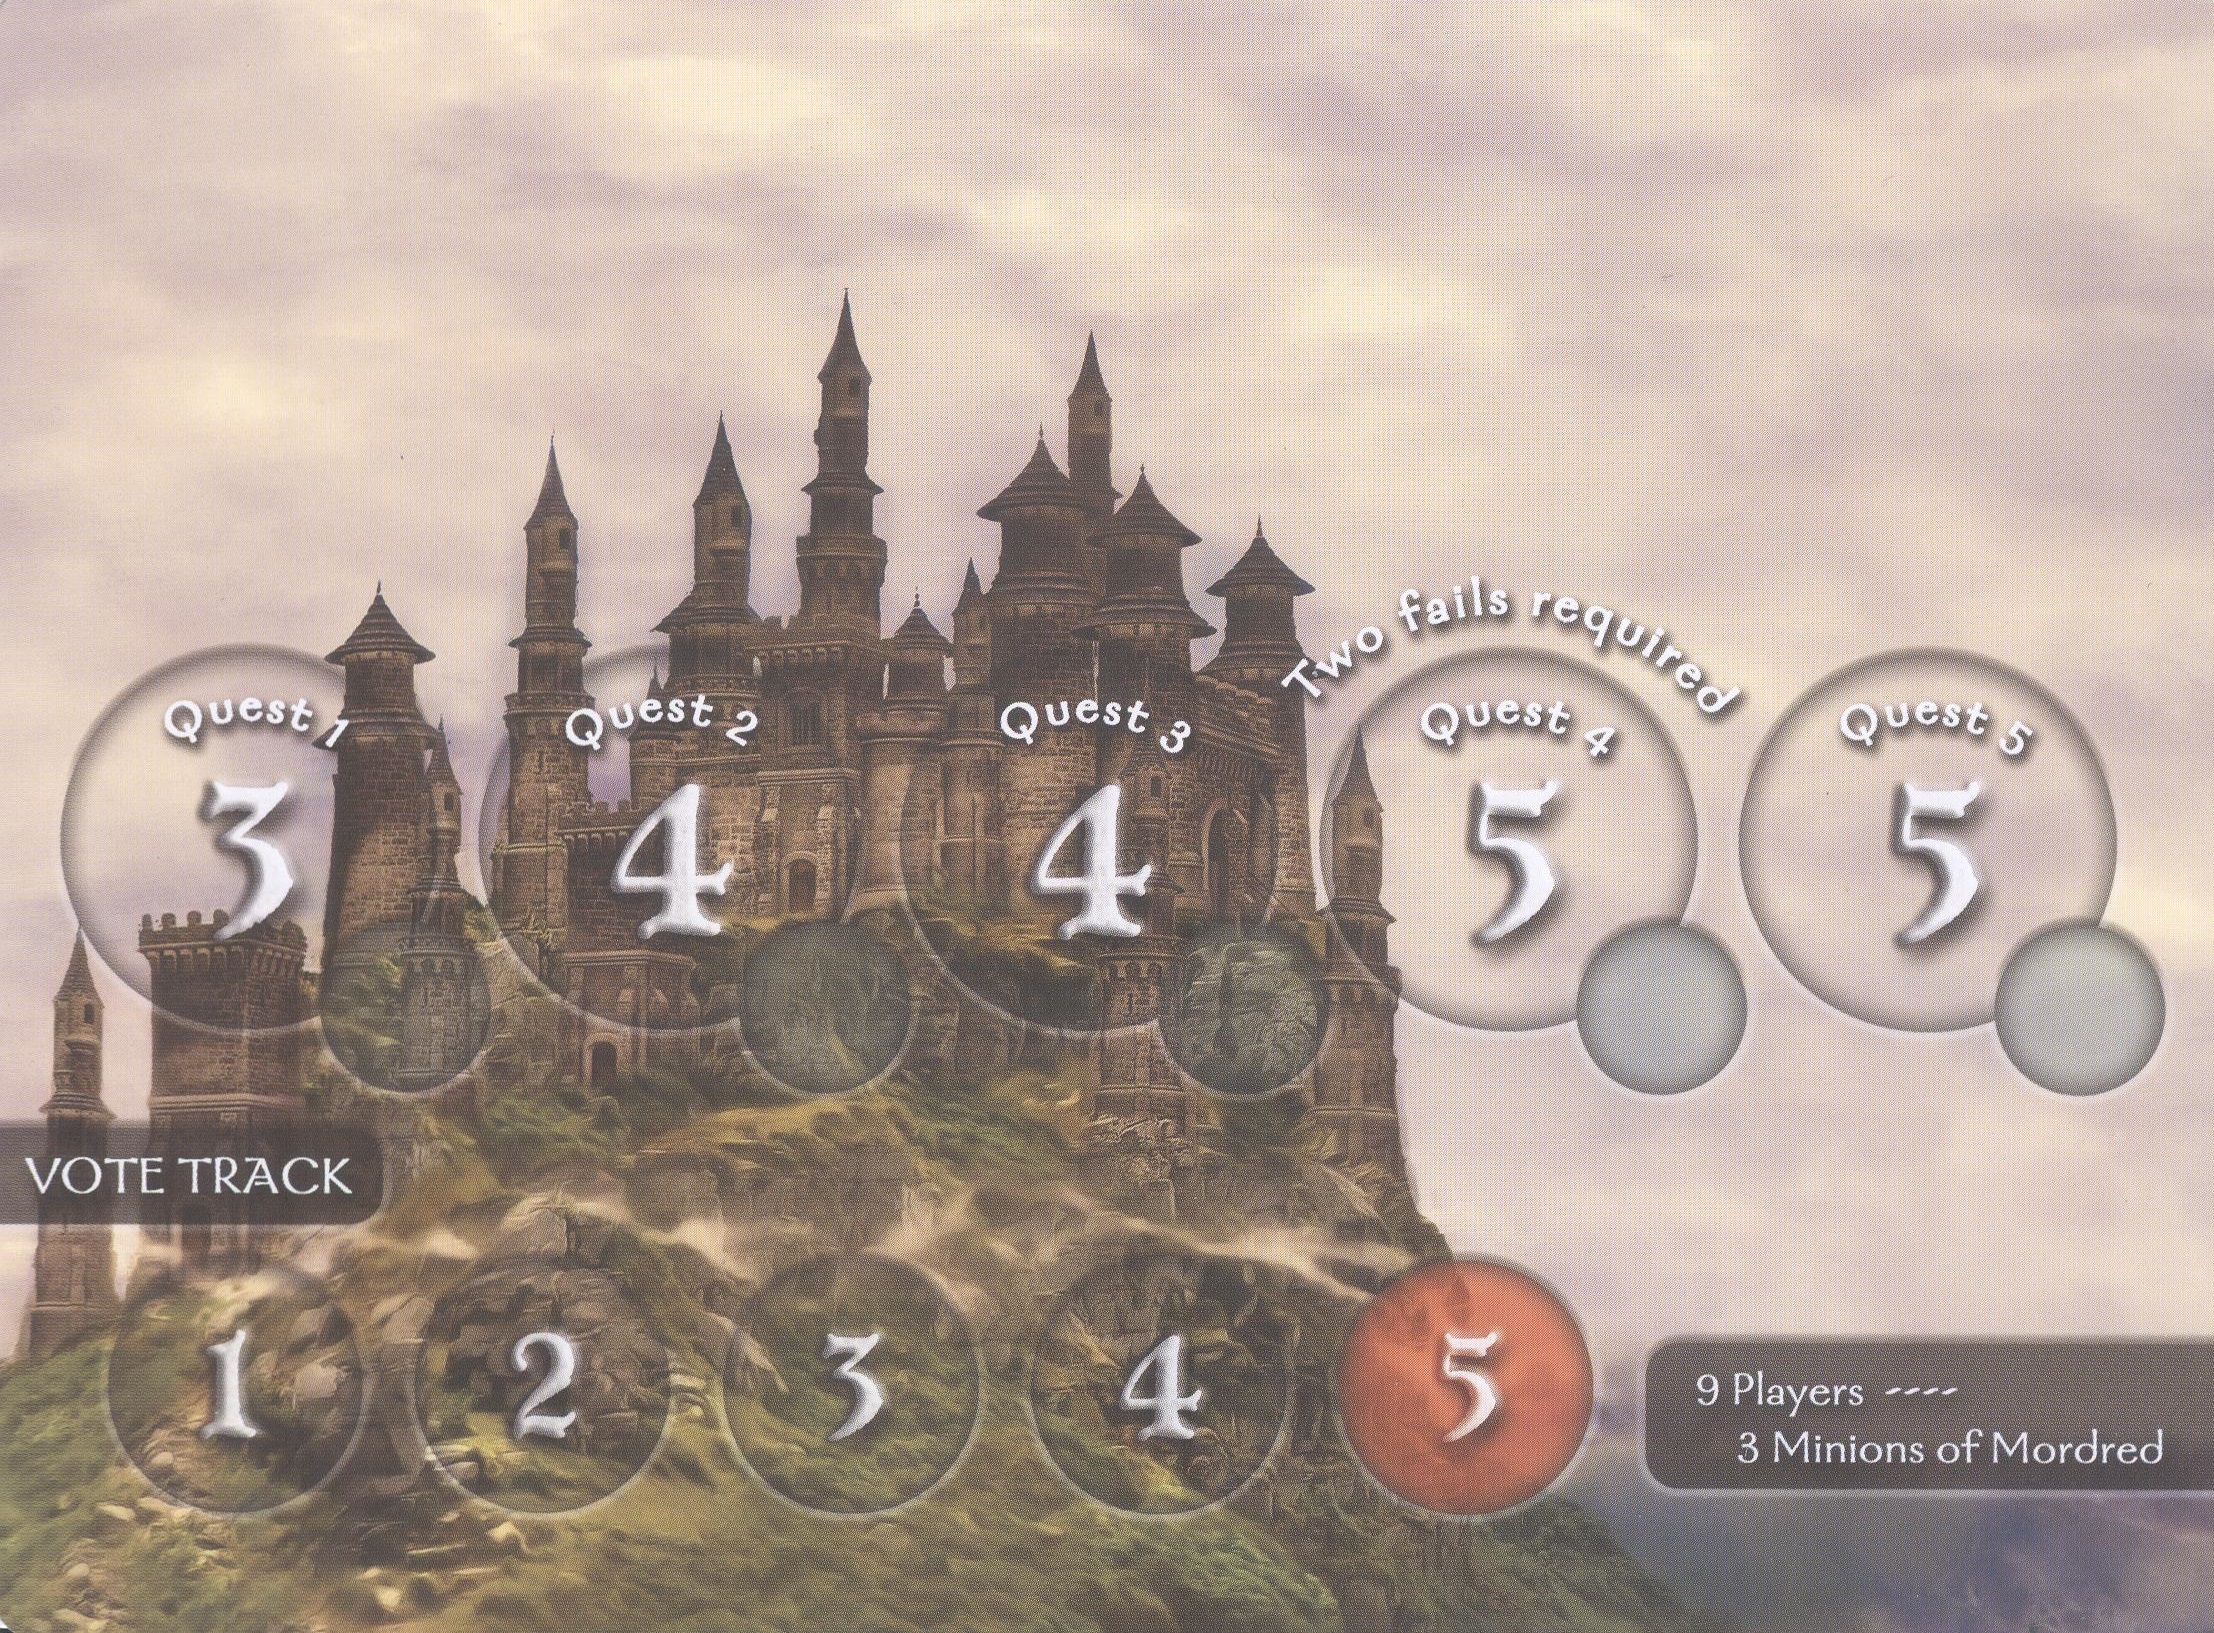 Two fails required
Quest 1
Quest 2
Quest 3
Quest 4
Quest 5
3
4
4
5
5
VOTE TRACK
1
2
3
4
5
9 Players ----
3 Minions of Mordred